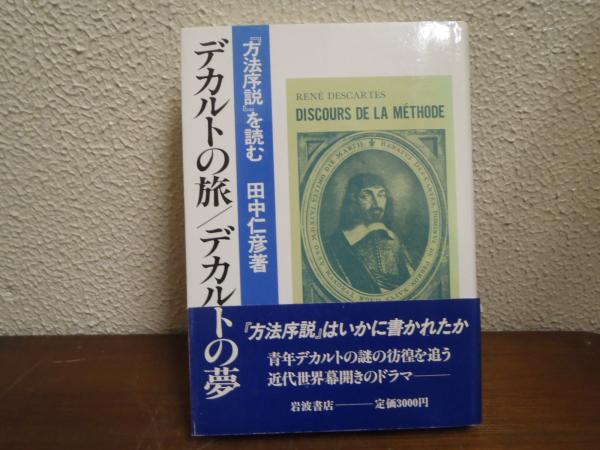 デカルトの旅/デカルトの夢
『方法序説』を読む 田中仁彦著
RENÉ DESCARTES
DISCOURS DE LA MÉTHODE
『方法序説』はいかに書かれたか
青年デカルトの謎の彷徨を追う
近代世界幕開きのドラマ――
岩波書店――定価3000円